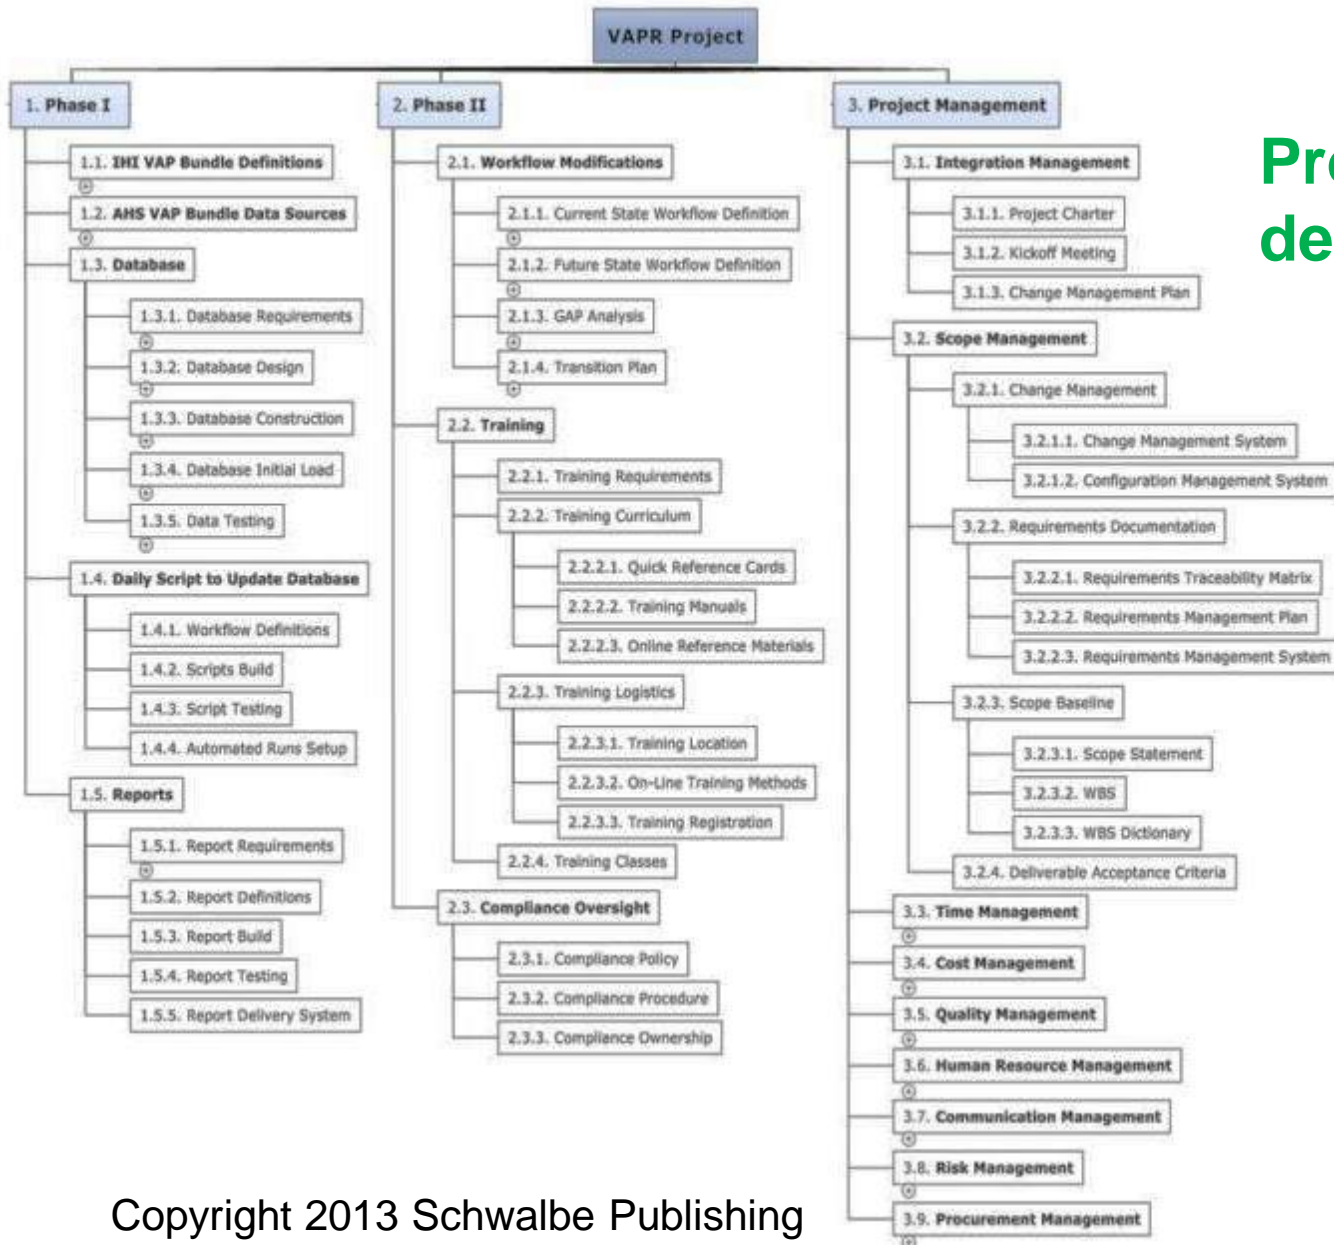 VAPR Project
1. Phase I
1.1. IHI VAP Bundle Definitions
1.2. AHS VAP Bundle Data Sources
1.3. Database
1.3.1. Database Requirements
1.3.2. Database Design
1.3.3. Database Construction
1.3.4. Database Initial Load
1.3.5. Data Testing
1.4. Daily Script to Update Database
1.4.1. Workflow Definitions
1.4.2. Scripts Build
1.4.3. Script Testing
1.4.4. Automated Runs Setup
1.5. Reports
1.5.1. Report Requirements
1.5.2. Report Definitions
1.5.3. Report Build
1.5.4. Report Testing
1.5.5. Report Delivery System
2. Phase II
2.1. Workflow Modifications
2.1.1. Current State Workflow Definition
2.1.2. Future State Workflow Definition
2.1.3. GAP Analysis
2.1.4. Transition Plan
2.2. Training
2.2.1. Training Requirements
2.2.2. Training Curriculum
2.2.2.1. Quick Reference Cards
2.2.2.2. Training Manuals
2.2.2.3. Online Reference Materials
2.2.3. Training Logistics
2.2.3.1. Training Location
2.2.3.2. On-Line Training Methods
2.2.3.3. Training Registration
2.2.4. Training Classes
2.3. Compliance Oversight
2.3.1. Compliance Policy
2.3.2. Compliance Procedure
2.3.3. Compliance Ownership
3. Project Management
3.1. Integration Management
3.1.1. Project Charter
3.1.2. Kickoff Meeting
3.1.3. Change Management Plan
3.2. Scope Management
3.2.1. Change Management
3.2.1.1. Change Management System
3.2.1.2. Configuration Management System
3.2.2. Requirements Documentation
3.2.2.1. Requirements Traceability Matrix
3.2.2.2. Requirements Management Plan
3.2.2.3. Requirements Management System
3.2.3. Scope Baseline
3.2.3.1. Scope Statement
3.2.3.2. WBS
3.2.3.3. WBS Dictionary
3.2.4. Deliverable Acceptance Criteria
3.3. Time Management
3.4. Cost Management
3.5. Quality Management
3.6. Human Resource Management
3.7. Communication Management
3.8. Risk Management
3.9. Procurement Management
Copyright 2013 Schwalbe Publishing